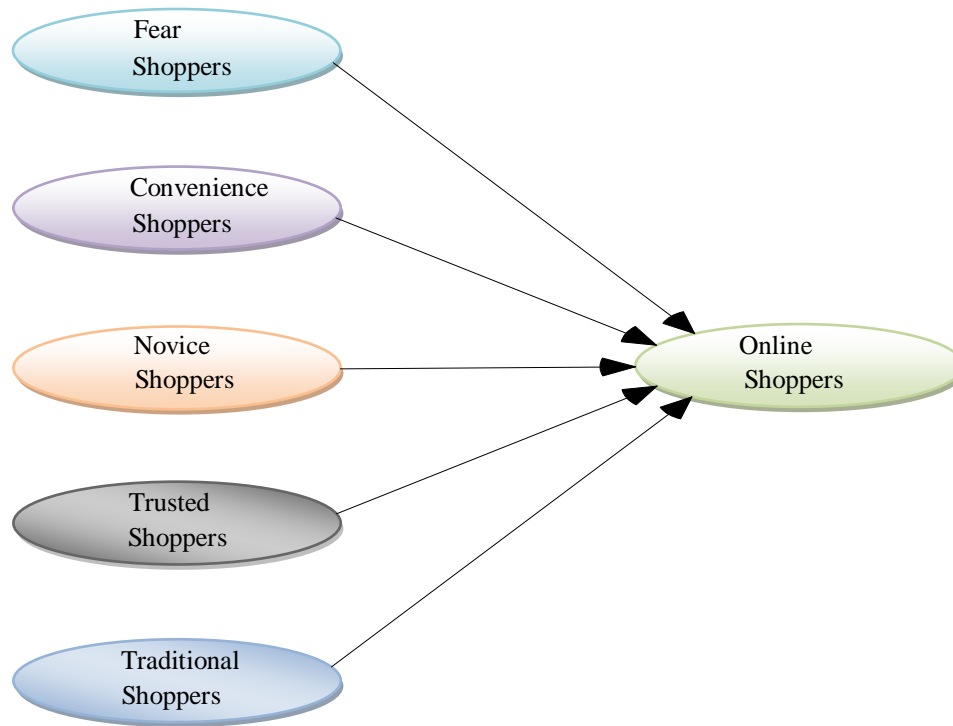 Fear
Shoppers
Convenience
Shoppers
Novice
Shoppers
Online
Shoppers
Trusted
Shoppers
Traditional
Shoppers